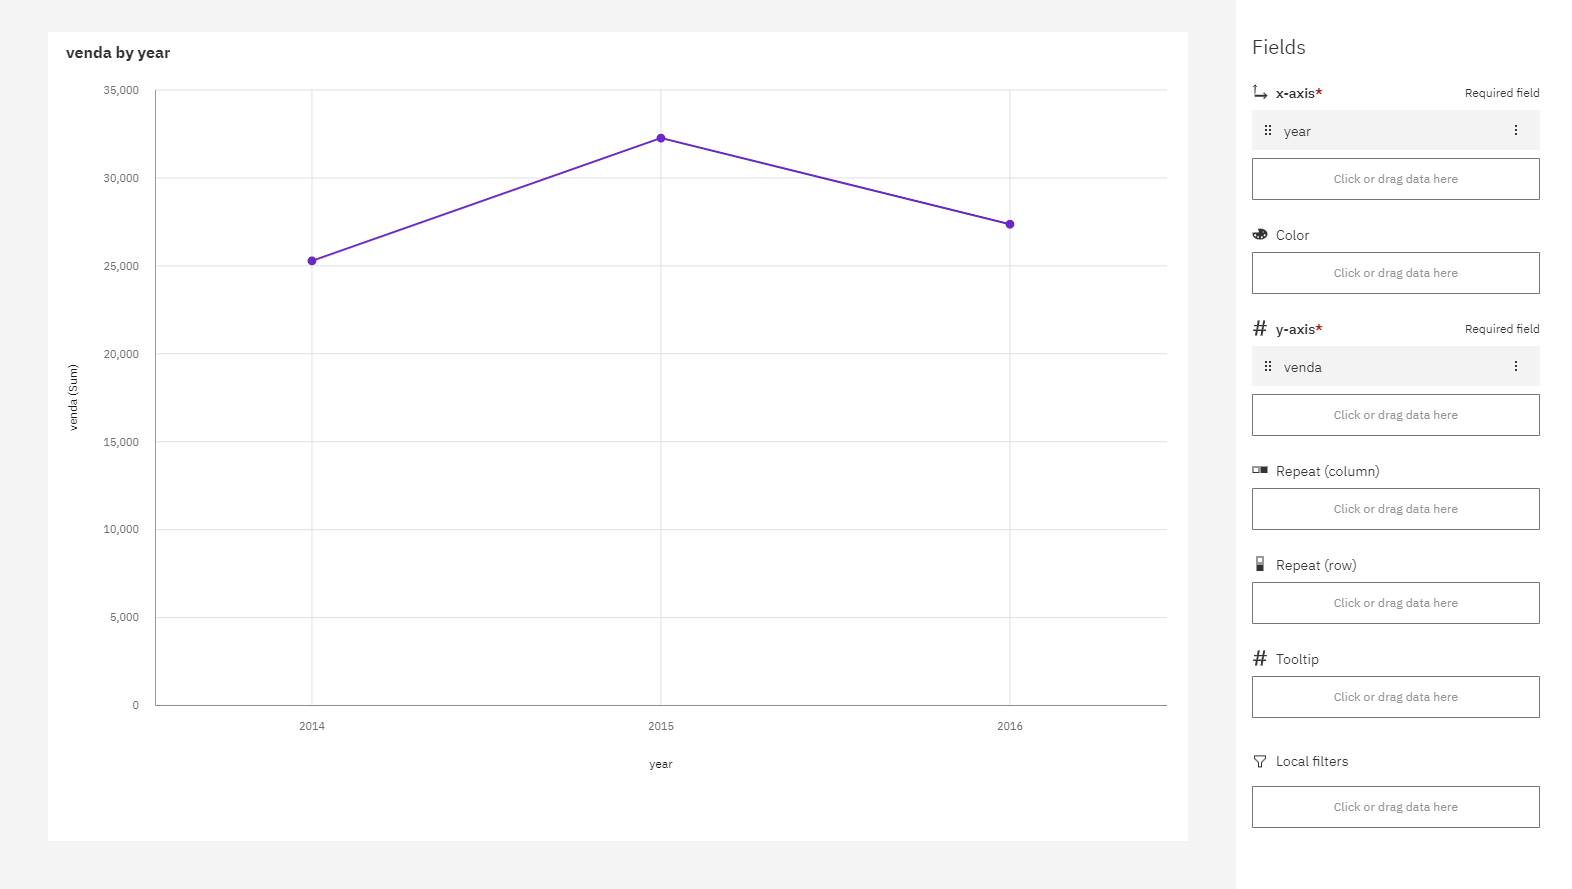 venda by year
35,000
30,000
25,000
20,000
15,000
10,000
5,000
0
venda (Sum)
2014
2015
2016
year
Fields
x-axis* Required field
year
Click or drag data here
Color
Click or drag data here
y-axis* Required field
venda
Click or drag data here
Repeat (column)
Click or drag data here
Repeat (row)
Click or drag data here
Tooltip
Click or drag data here
Local filters
Click or drag data here